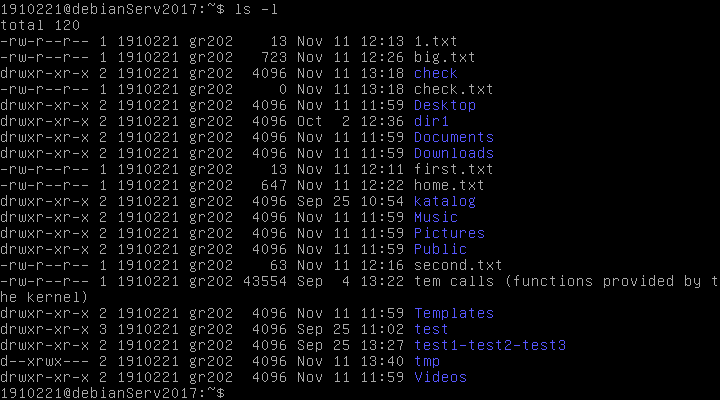 1910221@debianServ2017:~$ ls -l
total 120
-rw-r--r-- 1 1910221 gr202    13 Nov 11 12:13 1.txt
-rw-r--r-- 1 1910221 gr202   723 Nov 11 12:26 big.txt
drwxr-xr-x 2 1910221 gr202  4096 Nov 11 13:18 check
-rw-r--r-- 1 1910221 gr202     0 Nov 11 13:18 check.txt
drwxr-xr-x 2 1910221 gr202  4096 Nov 11 11:59 Desktop
drwxr-xr-x 2 1910221 gr202  4096 Oct  2 12:36 dir1
drwxr-xr-x 2 1910221 gr202  4096 Nov 11 11:59 Documents
drwxr-xr-x 2 1910221 gr202  4096 Nov 11 11:59 Downloads
-rw-r--r-- 1 1910221 gr202    13 Nov 11 12:11 first.txt
-rw-r--r-- 1 1910221 gr202   647 Nov 11 12:22 home.txt
drwxr-xr-x 2 1910221 gr202  4096 Sep 25 10:54 katalog
drwxr-xr-x 2 1910221 gr202  4096 Nov 11 11:59 Music
drwxr-xr-x 2 1910221 gr202  4096 Nov 11 11:59 Pictures
drwxr-xr-x 2 1910221 gr202  4096 Nov 11 11:59 Public
-rw-r--r-- 1 1910221 gr202    63 Nov 11 12:16 second.txt
-rw-r--r-- 1 1910221 gr202 43554 Sep  4 13:22 tem calls (functions provided by t
he kernel)
drwxr-xr-x 2 1910221 gr202  4096 Nov 11 11:59 Templates
drwxr-xr-x 3 1910221 gr202  4096 Sep 25 11:02 test
drwxr-xr-x 2 1910221 gr202  4096 Sep 25 13:27 test1-test2-test3
d--xrwx--- 2 1910221 gr202  4096 Nov 11 13:40 tmp
drwxr-xr-x 2 1910221 gr202  4096 Nov 11 11:59 Videos
1910221@debianServ2017:~$